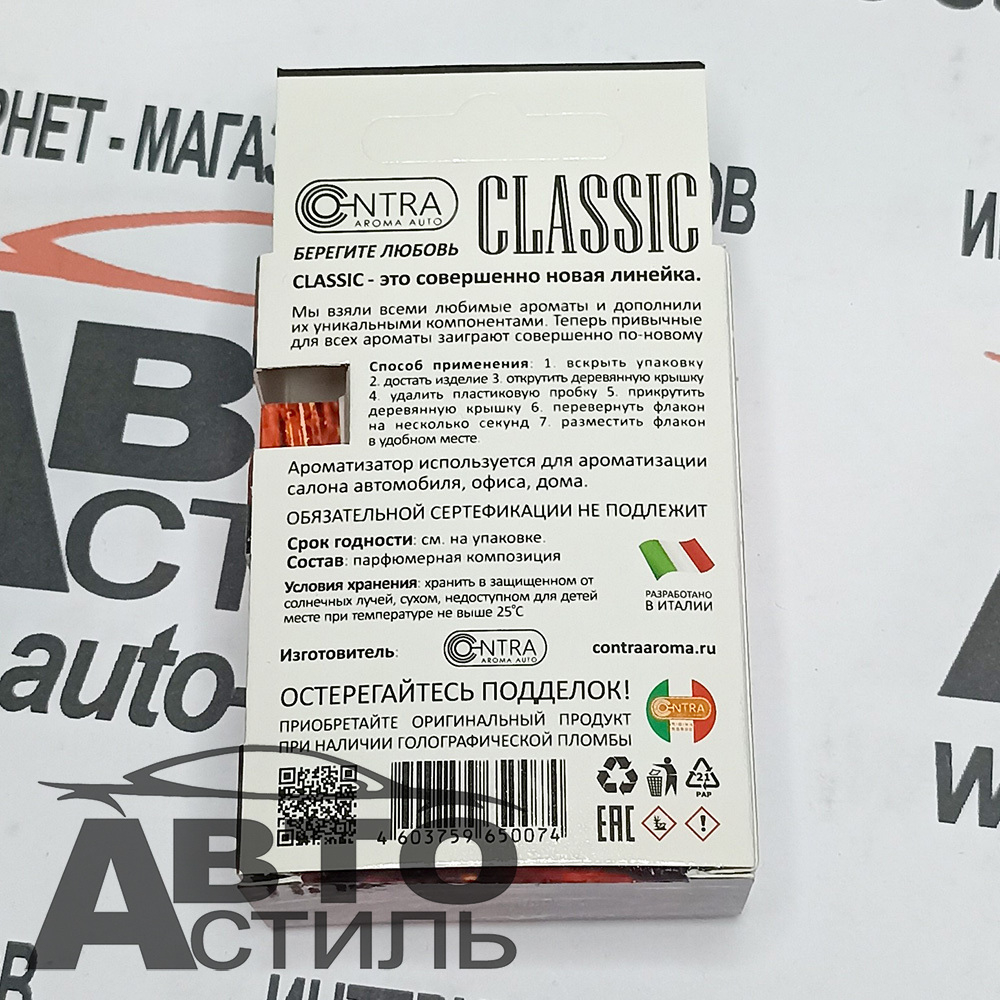 РНЕТ - МАГАЗ
ОВ
CONTRA
AROMA AUTO
CLASSIC
БЕРЕГИТЕ ЛЮБОВЬ
CLASSIC - это совершенно новая линейка.
Мы взяли всеми любимые ароматы и дополнили
их уникальными компонентами. Теперь привычные
для всех ароматы заиграют совершенно по-новому
Способ применения: 1. вскрыть упаковку
2. достать изделие 3. открутить деревянную крышку
4. удалить пластиковую пробку 5. прикрутить
деревянную крышку 6. перевернуть флакон
на несколько секунд 7. разместить флакон
в удобном месте.
Ароматизатор используется для ароматизации
салона автомобиля, офиса, дома.
ОБЯЗАТЕЛЬНОЙ СЕРТЕФИКАЦИИ НЕ ПОДЛЕЖИТ
Срок годности: см. на упаковке.
Состав: парфюмерная композиция
Условия хранения: хранить в защищенном от
солнечных лучей, сухом, недоступном для детей
месте при температуре не выше 25°C
РАЗРАБОТАНО
В ИТАЛИИ
Изготовитель:
CONTRA
AROMA AUTO
contraaroma.ru
ОСТЕРЕГАЙТЕСЬ ПОДДЕЛОК!
ПРИОБРЕТАЙТЕ ОРИГИНАЛЬНЫЙ ПРОДУКТ
ПРИ НАЛИЧИИ ГОЛОГРАФИЧЕСКОЙ ПЛОМБЫ
CONTRA
21
PAP
4 603759 650074
EAC
auto-
АВТО
СТИЛЬ